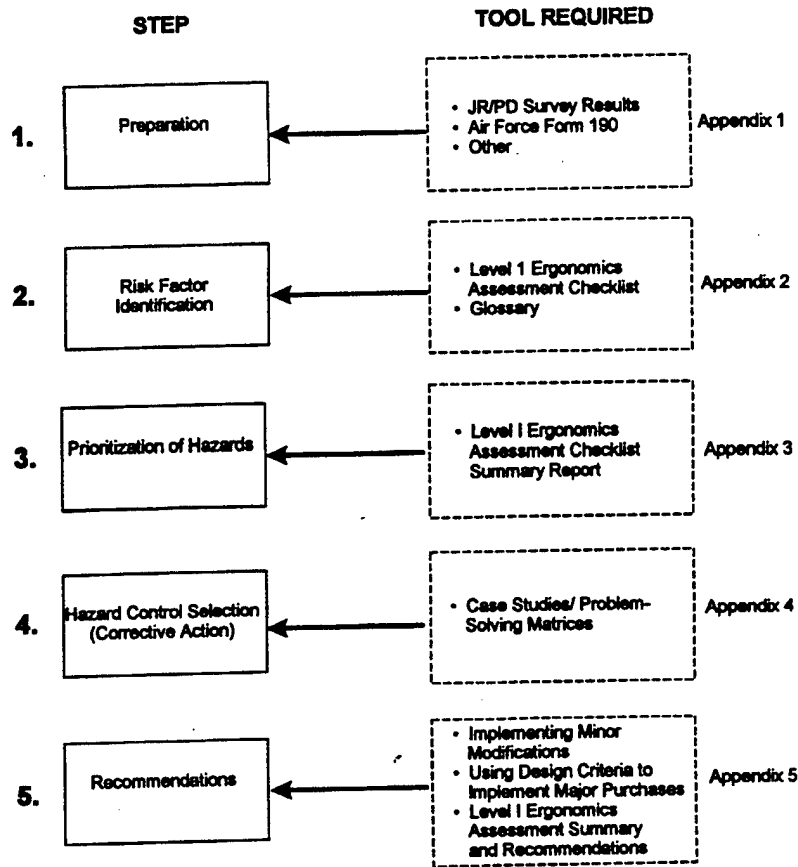 STEP
TOOL REQUIRED
1.
Preparation
• JR/PD Survey Results
• Air Force Form 190
• Other
Appendix 1
2.
Risk Factor
Identification
• Level 1 Ergonomics
Assessment Checklist
• Glossary
Appendix 2
3.
Prioritization of Hazards
• Level I Ergonomics
Assessment Checklist
Summary Report
Appendix 3
4.
Hazard Control Selection
(Corrective Action)
• Case Studies/ Problem-
Solving Matrices
Appendix 4
5.
Recommendations
• Implementing Minor
Modifications
• Using Design Criteria to
Implement Major Purchases
• Level I Ergonomics
Assessment Summary
and Recommendations
Appendix 5